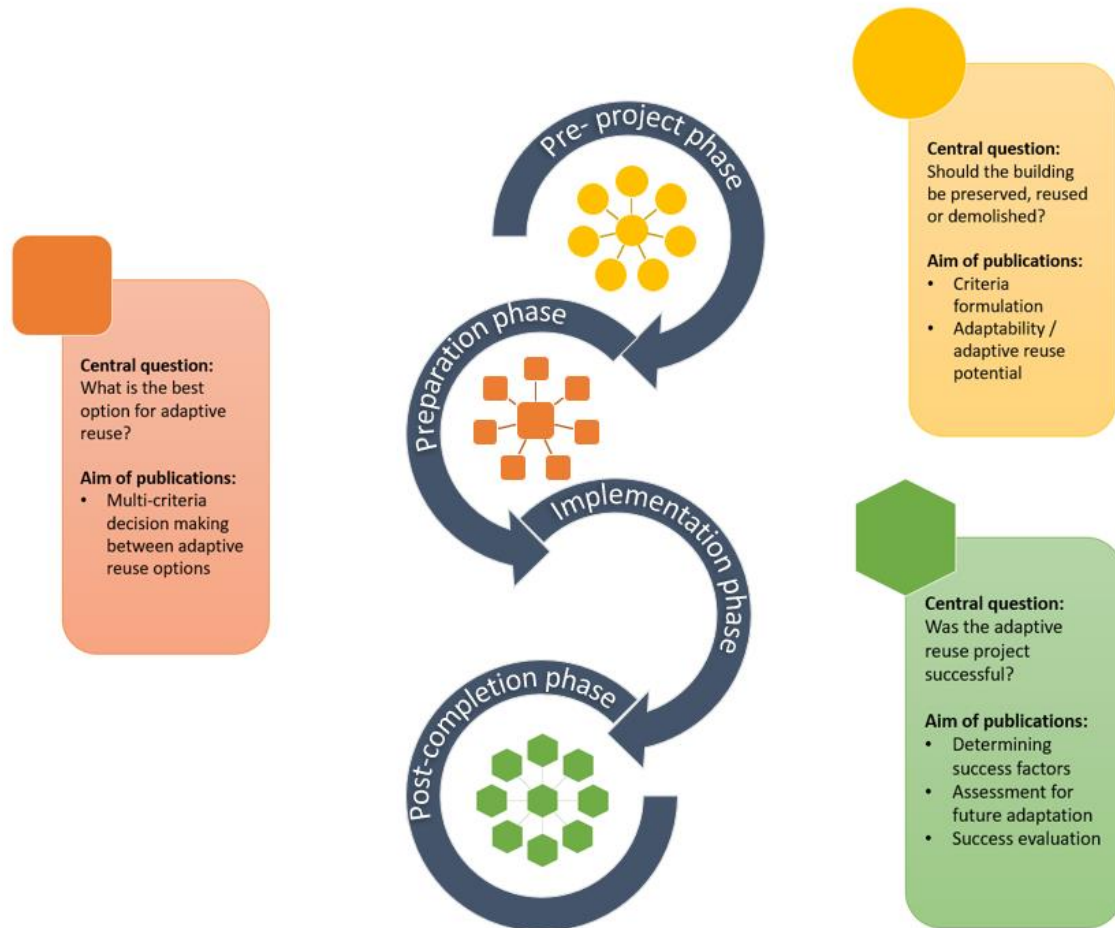 Pre- project phase
Central question:
Should the building
be preserved, reused
or demolished?
Aim of publications:
• Criteria
formulation
• Adaptability /
adaptive reuse
potential
Preparation phase
Central question:
What is the best
option for adaptive
reuse?
Aim of publications:
• Multi-criteria
decision making
between adaptive
reuse options
Implementation phase
Post-completion phase
Central question:
Was the adaptive
reuse project
successful?
Aim of publications:
• Determining
success factors
• Assessment for
future adaptation
• Success evaluation